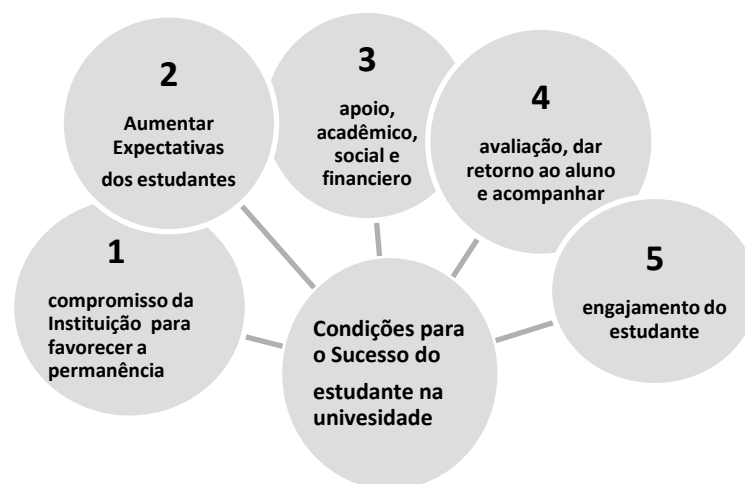 1
compromisso da
Instituição para
favorecer a
permanência
2
Aumentar
Expectativas
dos estudantes
3
apoio,
acadêmico,
social e
financiero
4
avaliação, dar
retorno ao aluno
e acompanhar
5
engajamento do
estudante
Condições para
o Sucesso do
estudante na
univesidade